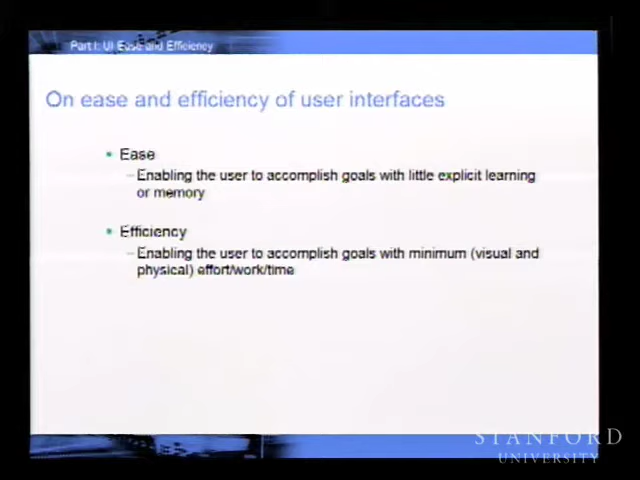 Part I: UI Ease and Efficiency
On ease and efficiency of user interfaces
• Ease
– Enabling the user to accomplish goals with little explicit learning
or memory
• Efficiency
– Enabling the user to accomplish goals with minimum (visual and
physical) effort/work/time
STANFORD
UNIVERSITY